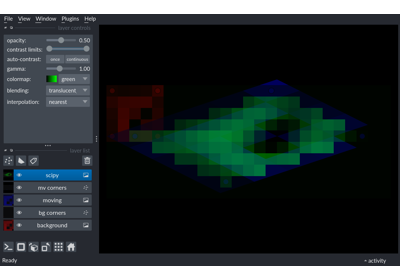 File View Window Plugins Help
layer controls
opacity: 0.50
contrast limits:
auto-contrast: once continuous
gamma: 1.00
colormap: green
blending: translucent
interpolation: nearest
layer list
scipy
mv corners
moving
bg corners
background
Ready
activity